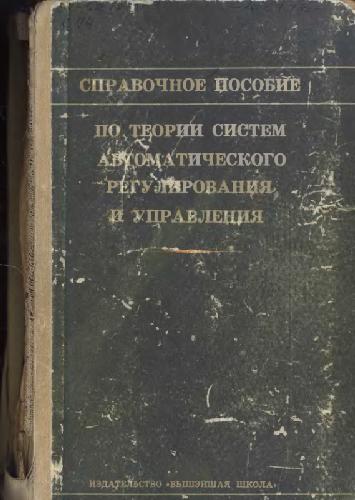 СПРАВОЧНОЕ ПОСОБИЕ
ПО ТЕОРИИ СИСТЕМ
АВТОМАТИЧЕСКОГО
РЕГУЛИРОВАНИЯ
И УПРАВЛЕНИЯ
ИЗДАТЕЛЬСТВО «ВЫШЭЙШАЯ ШКОЛА»